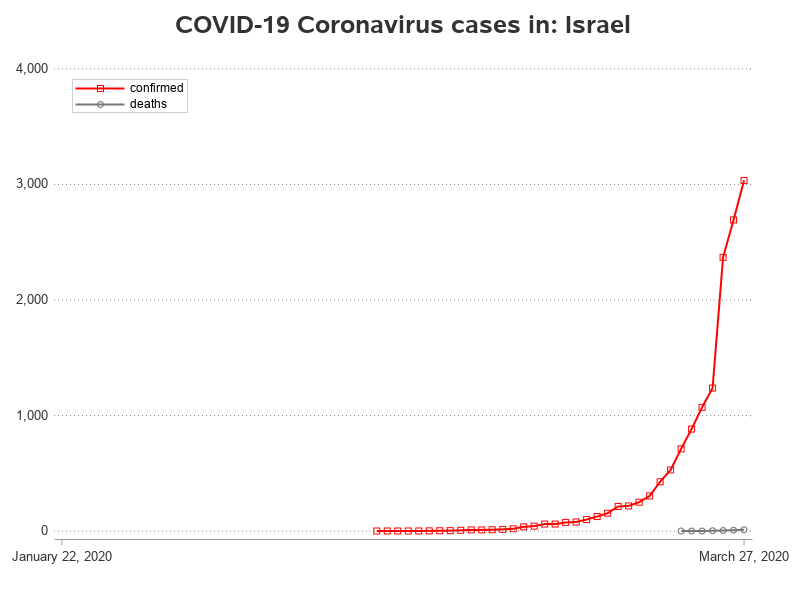 COVID-19 Coronavirus cases in: Israel
4,000
confirmed
deaths
3,000
2,000
1,000
0
January 22, 2020
March 27, 2020